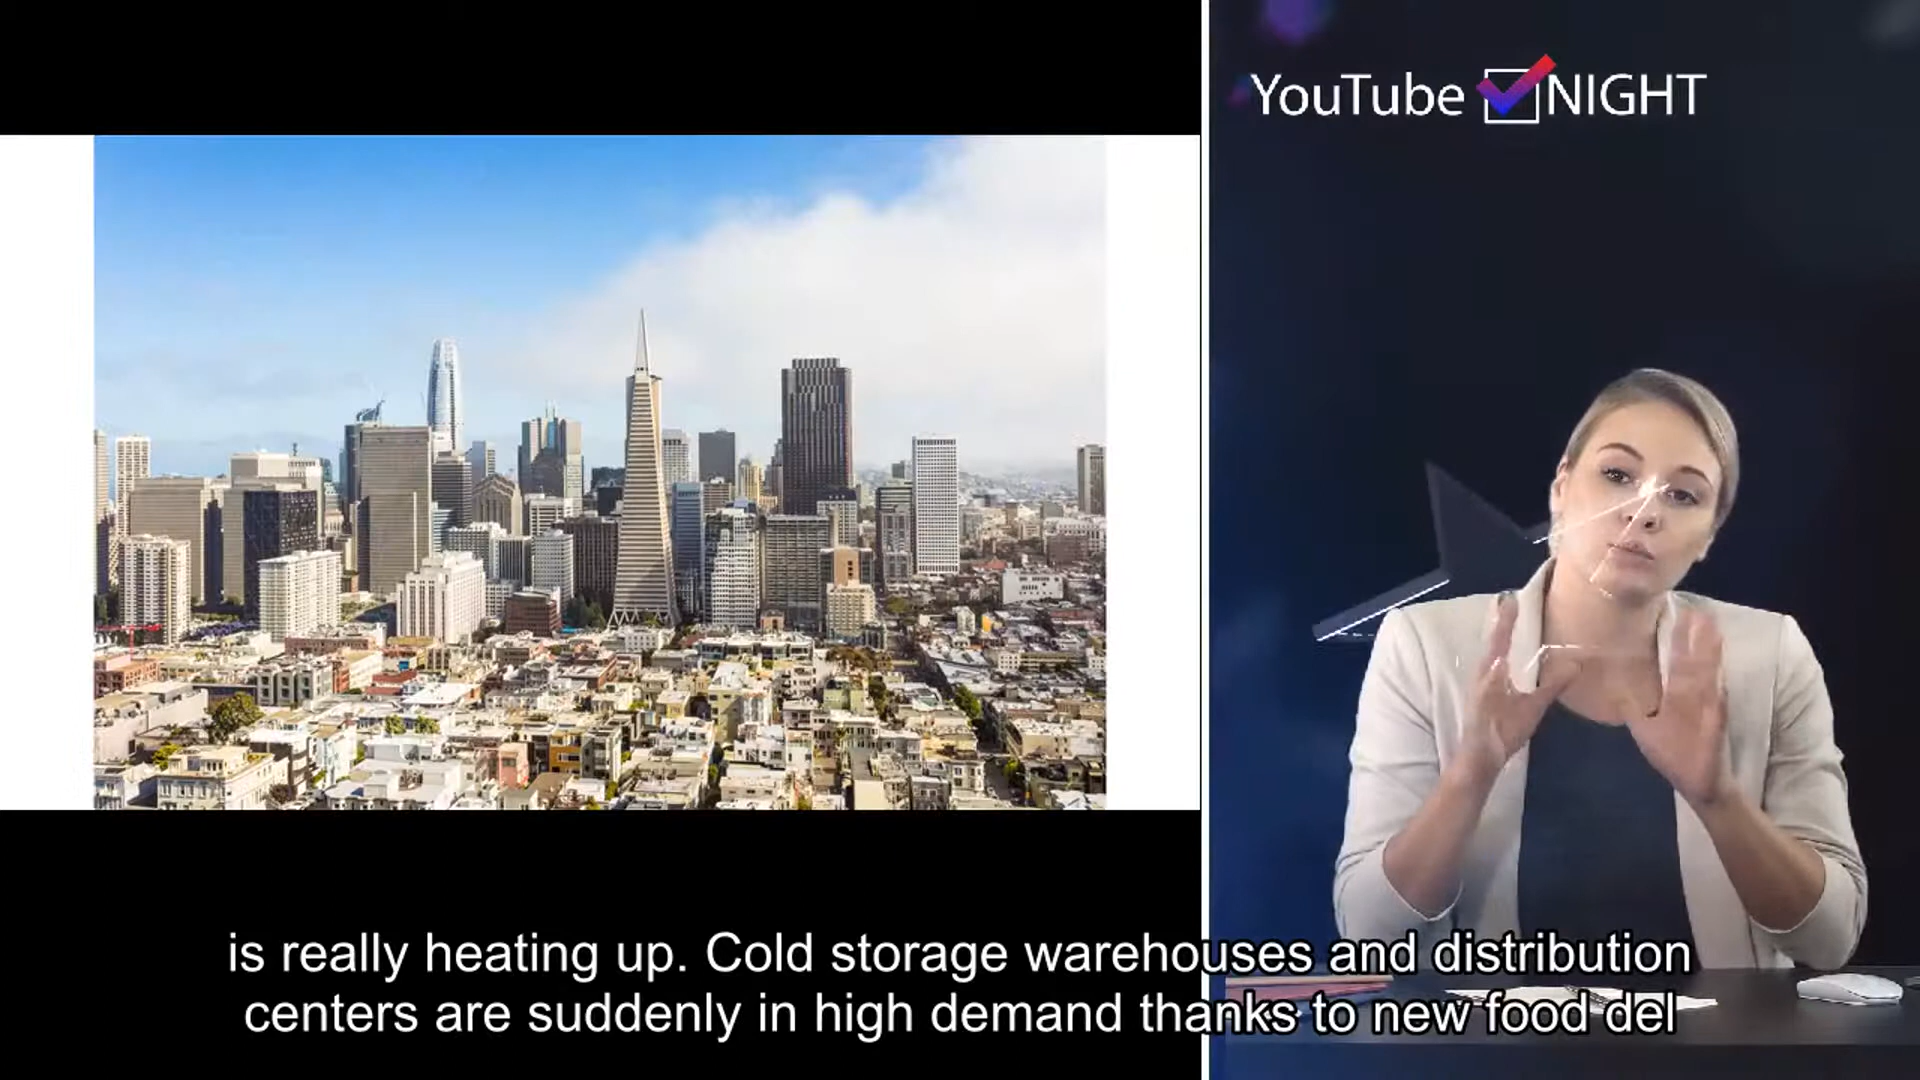 YouTube NIGHT
is really heating up. Cold storage warehouses and distribution
centers are suddenly in high demand thanks to new food del